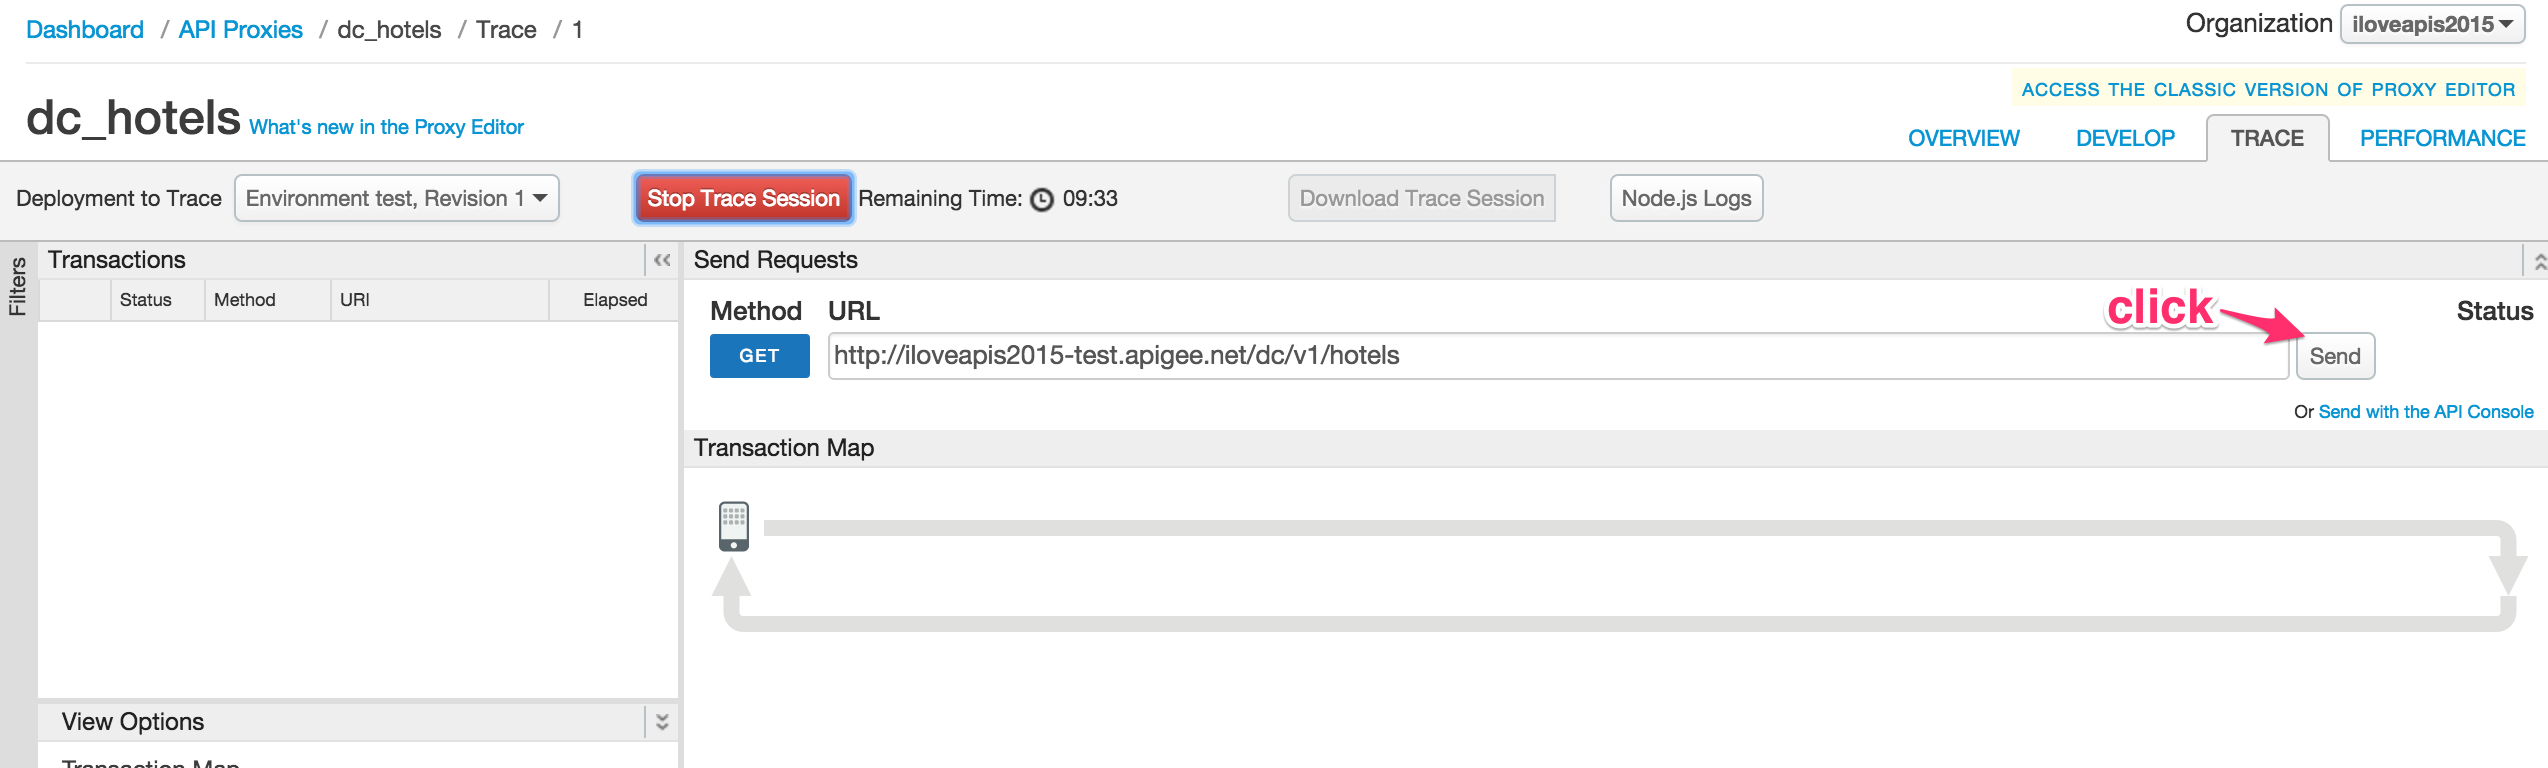 Dashboard / API Proxies / dc_hotels / Trace / 1
Organization iloveapis2015
ACCESS THE CLASSIC VERSION OF PROXY EDITOR
dc_hotels What's new in the Proxy Editor
OVERVIEW DEVELOP TRACE PERFORMANCE
Deployment to Trace Environment test, Revision 1 Stop Trace Session Remaining Time: 09:33 Download Trace Session Node.js Logs
Filters
Transactions
Status Method URI Elapsed
Send Requests
Method URL click Status
GET http://iloveapis2015-test.apigee.net/dc/v1/hotels Send
Or Send with the API Console
Transaction Map
View Options
Transaction Map